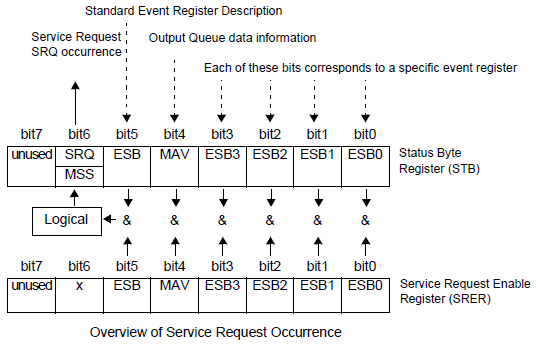 Standard Event Register Description
Service Request
SRQ occurrence
Output Queue data information
Each of these bits corresponds to a specific event register
bit7 bit6 bit5 bit4 bit3 bit2 bit1 bit0
unused SRQ ESB MAV ESB3 ESB2 ESB1 ESB0
MSS
Status Byte
Register (STB)
Logical & & & & & &
bit7 bit6 bit5 bit4 bit3 bit2 bit1 bit0
unused x ESB MAV ESB3 ESB2 ESB1 ESB0
Service Request Enable
Register (SRER)
Overview of Service Request Occurrence